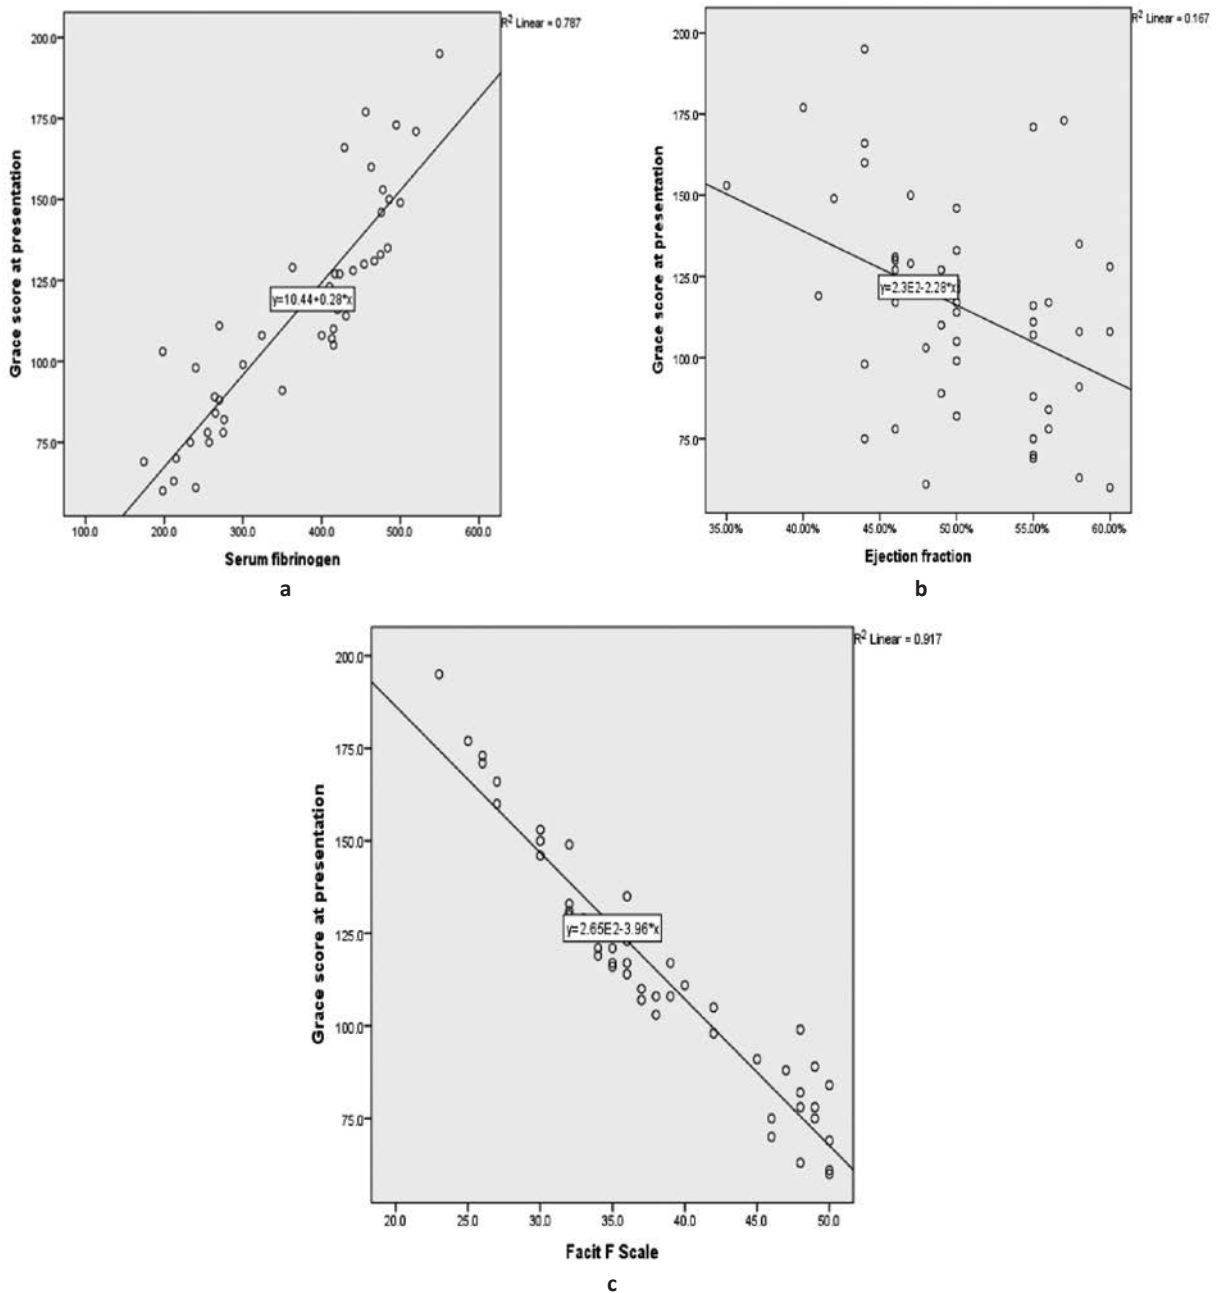 R² Linear = 0.787
200.0
175.0
150.0
125.0
100.0
75.0
Grace score at presentation
y=10.44+0.28*x
100.0 200.0 300.0 400.0 500.0 600.0
Serum fibrinogen
a
R² Linear = 0.167
200.0
175.0
150.0
125.0
100.0
75.0
Grace score at presentation
y=2.3E2-2.28*x
35.00% 40.00% 45.00% 50.00% 55.00% 60.00%
Ejection fraction
b
R² Linear = 0.917
200.0
175.0
150.0
125.0
100.0
75.0
Grace score at presentation
y=2.65E2-3.96*x
20.0 25.0 30.0 35.0 40.0 45.0 50.0
Facit F Scale
c